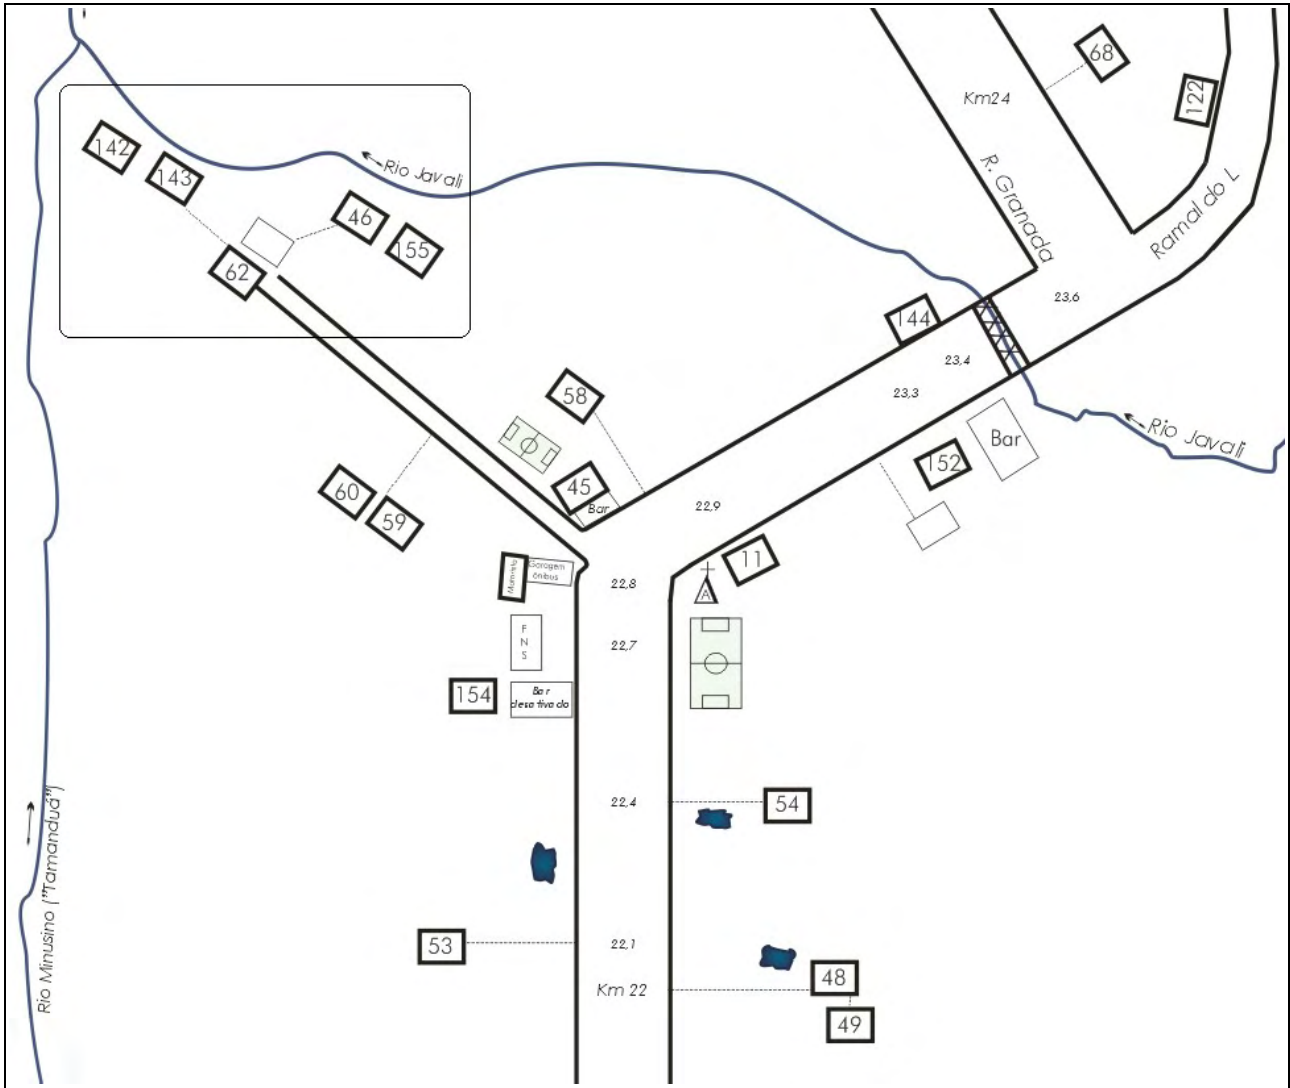 68
Km24
122
142
143
Rio Javali
46
155
62
R. Granada
Ramal do L
23,6
144
23,4
23,3
58
Bar
Rio Javali
152
45
Bar
60
59
22,9
11
Garagem
ônibus
22,8
A
F
N
S
22,7
154
Bar
desativado
22,4
54
Rio Minusino ("Tamanduá")
53
22,1
Km 22
48
49